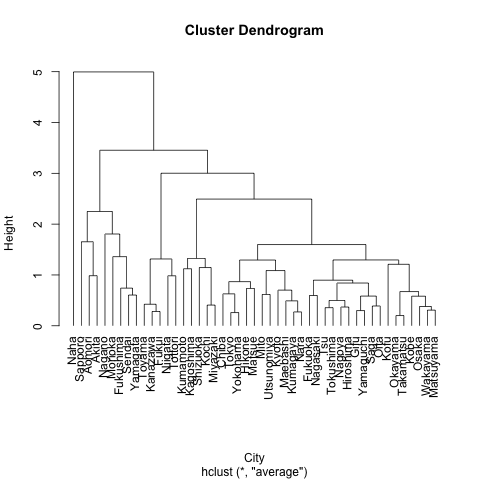 Cluster Dendrogram
Height
5
4
3
2
1
0
Naha
Sapporo
Aomori
Akita
Nagano
Morioka
Fukushima
Sendai
Yamagata
Toyama
Kanazawa
Fukui
Niigata
Tottori
Kumamoto
Kagoshima
Shizuoka
Kochi
Miyazaki
Chiba
Tokyo
Yokohama
Hikone
Matsue
Mito
Utsunomiya
Kyoto
Maebashi
Kumagaya
Nara
Fukuoka
Nagasaki
Tsu
Tokushima
Nagoya
Hiroshima
Gifu
Yamaguchi
Saga
Oita
Kofu
Okayama
Takamatsu
Kobe
Osaka
Wakayama
Matsuyama
City
hclust (*, "average")